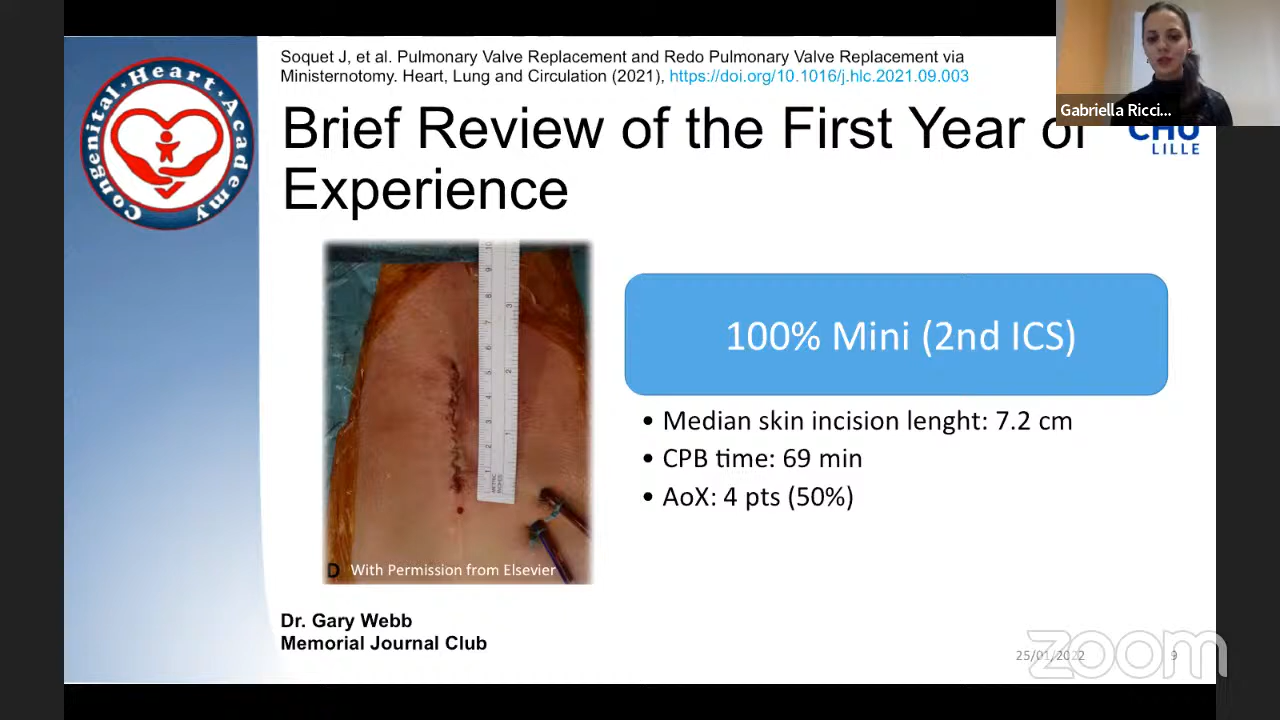 Soquet J, et al. Pulmonary Valve Replacement and Redo Pulmonary Valve Replacement via
Ministernotomy. Heart, Lung and Circulation (2021), https://doi.org/10.1016/j.hlc.2021.09.003
Gabriella Ricci...
Congenital·Heart·Academy
Brief Review of the First Year of
Experience
CHU
LILLE
100% Mini (2nd ICS)
• Median skin incision lenght: 7.2 cm
• CPB time: 69 min
• AoX: 4 pts (50%)
D With Permission from Elsevier
Dr. Gary Webb
Memorial Journal Club
25/01/2022
9
zoom